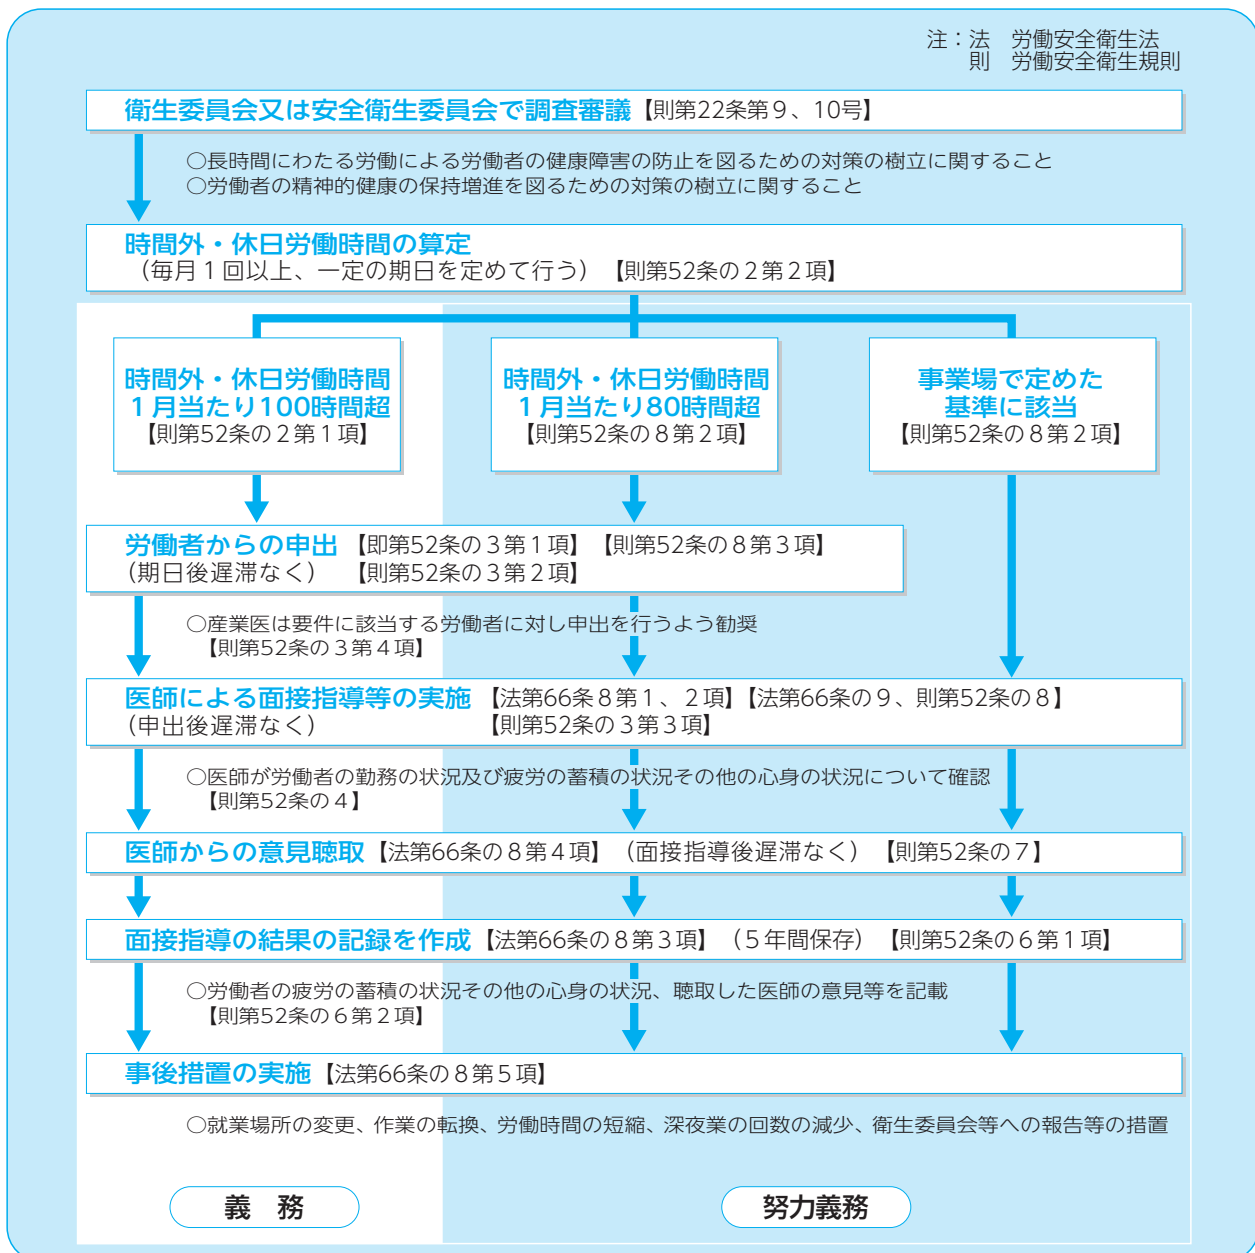 注：法　労働安全衛生法
則　労働安全衛生規則
衛生委員会又は安全衛生委員会で調査審議【則第22条第９、10号】
○長時間にわたる労働による労働者の健康障害の防止を図るための対策の樹立に関すること
○労働者の精神的健康の保持増進を図るための対策の樹立に関すること
時間外・休日労働時間の算定
（毎月１回以上、一定の期日を定めて行う）【則第52条の２第２項】
時間外・休日労働時間
１月当たり100時間超
【則第52条の２第１項】
時間外・休日労働時間
１月当たり80時間超
【則第52条の８第２項】
事業場で定めた
基準に該当
【則第52条の８第２項】
労働者からの申出【即第52条の３第１項】【則第52条の８第３項】
（期日後遅滞なく）　【則第52条の３第２項】
○産業医は要件に該当する労働者に対し申出を行うよう勧奨
【則第52条の３第４項】
医師による面接指導等の実施【法第66条８第１、２項】【法第66条の９、則第52条の８】
（申出後遅滞なく）　【則第52条の３第３項】
○医師が労働者の勤務の状況及び疲労の蓄積の状況その他の心身の状況について確認
【則第52条の４】
医師からの意見聴取【法第66条の８第４項】（面接指導後遅滞なく）【則第52条の７】
面接指導の結果の記録を作成【法第66条の８第３項】（５年間保存）【則第52条の６第１項】
○労働者の疲労の蓄積の状況その他の心身の状況、聴取した医師の意見等を記載
【則第52条の６第２項】
事後措置の実施【法第66条の８第５項】
○就業場所の変更、作業の転換、労働時間の短縮、深夜業の回数の減少、衛生委員会等への報告等の措置
義　務
努力義務